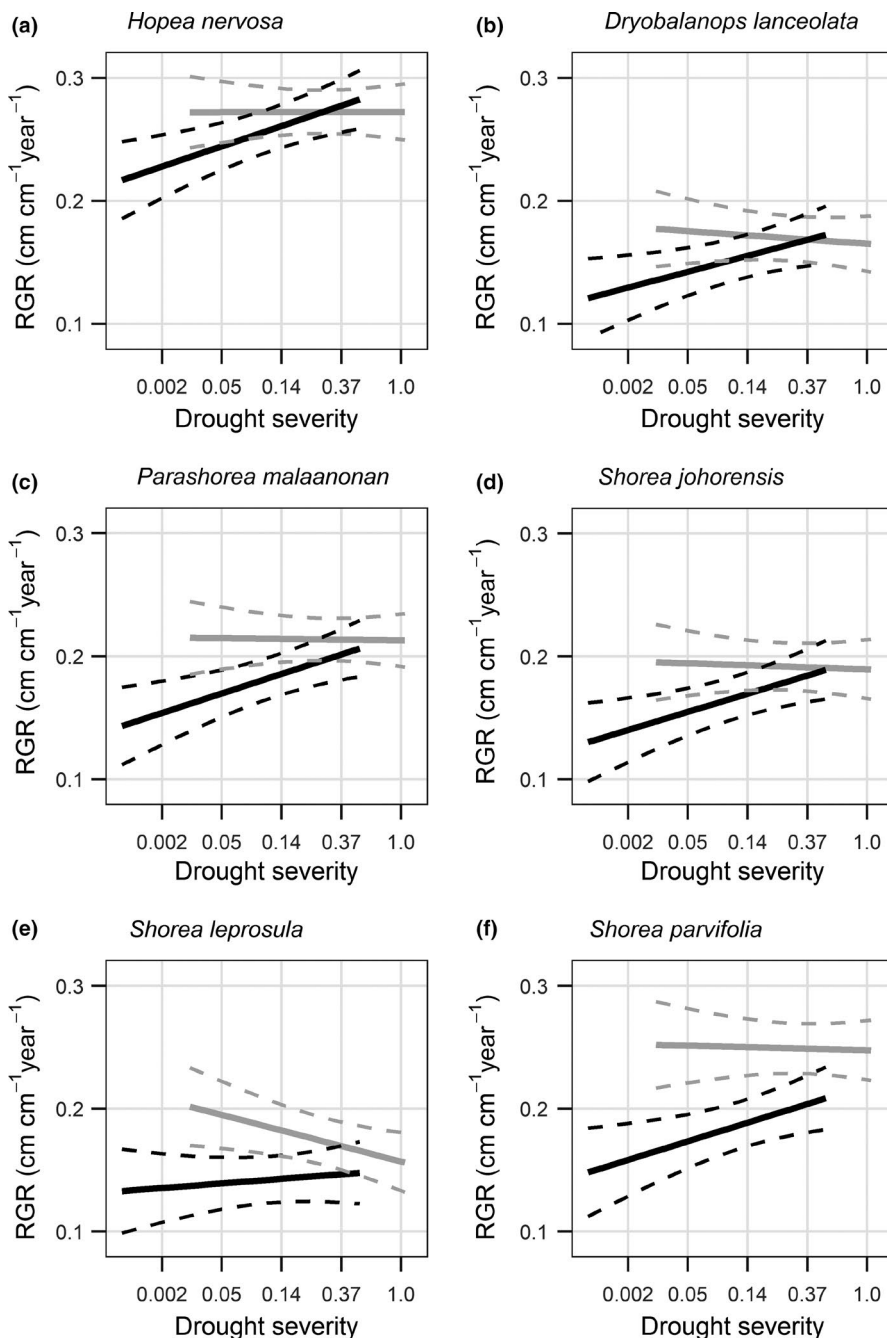 (a) Hopea nervosa
(b) Dryobalanops lanceolata
RGR (cm cm⁻¹year⁻¹)
0.3
0.2
0.1
0.002 0.05 0.14 0.37 1.0
Drought severity
RGR (cm cm⁻¹year⁻¹)
0.3
0.2
0.1
0.002 0.05 0.14 0.37 1.0
Drought severity
(c) Parashorea malaanonan
(d) Shorea johorensis
RGR (cm cm⁻¹year⁻¹)
0.3
0.2
0.1
0.002 0.05 0.14 0.37 1.0
Drought severity
RGR (cm cm⁻¹year⁻¹)
0.3
0.2
0.1
0.002 0.05 0.14 0.37 1.0
Drought severity
(e) Shorea leprosula
(f) Shorea parvifolia
RGR (cm cm⁻¹year⁻¹)
0.3
0.2
0.1
0.002 0.05 0.14 0.37 1.0
Drought severity
RGR (cm cm⁻¹year⁻¹)
0.3
0.2
0.1
0.002 0.05 0.14 0.37 1.0
Drought severity